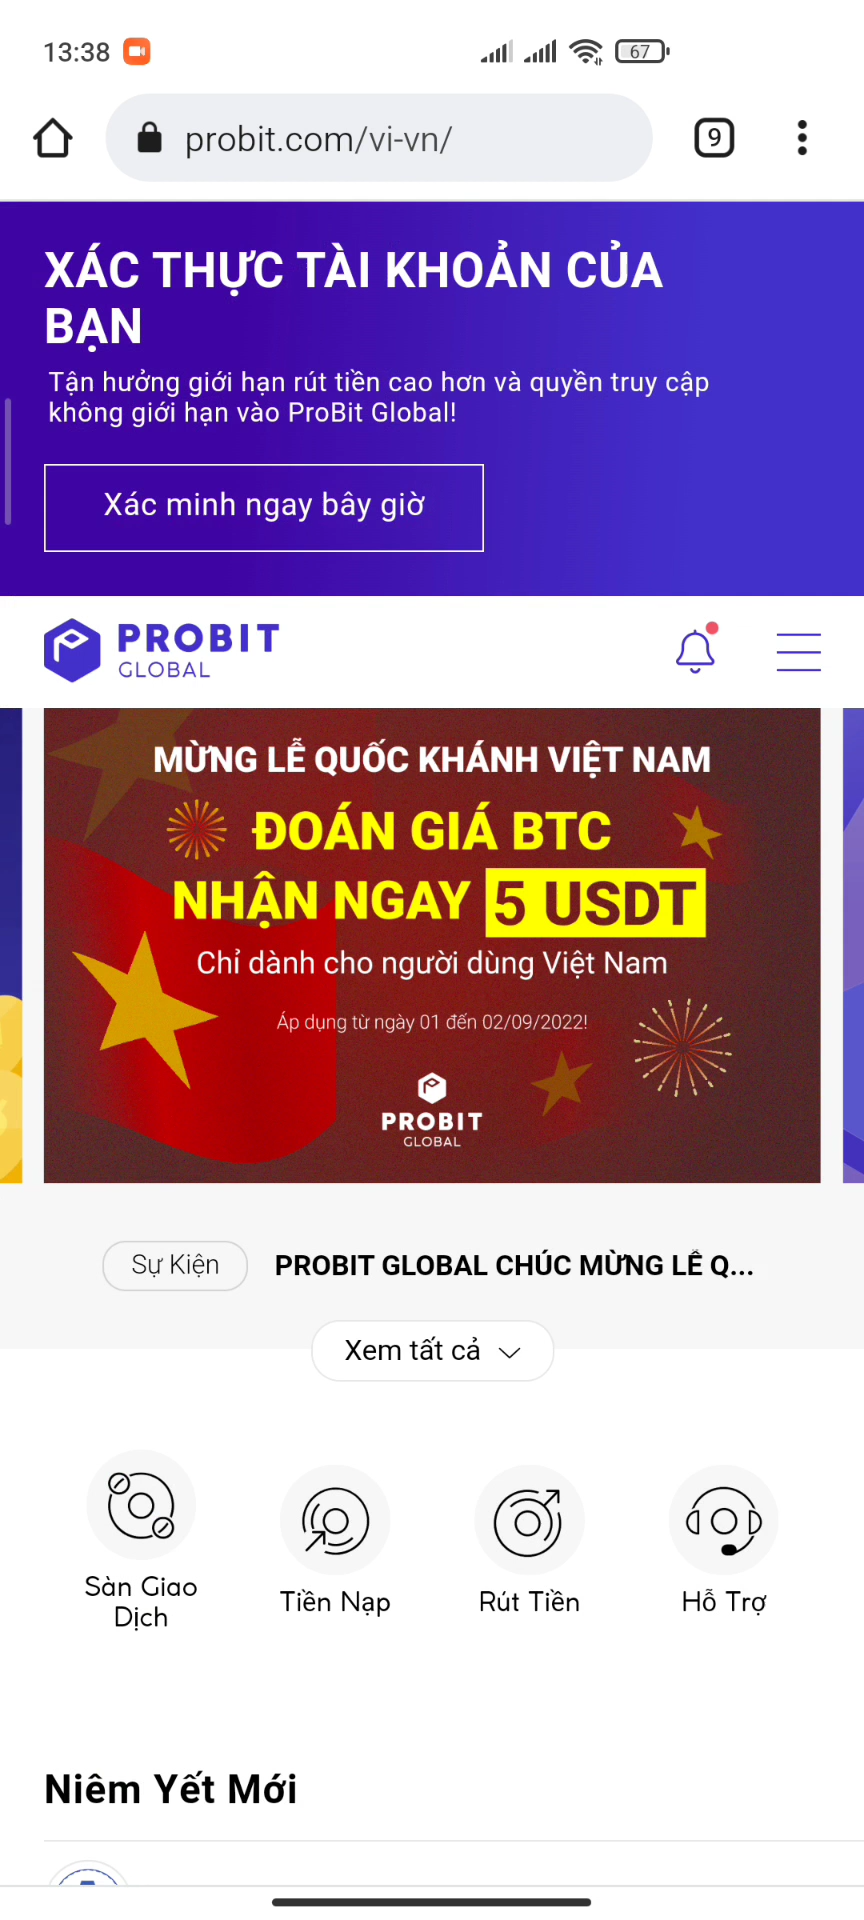 13:38
67
probit.com/vi-vn/
9
XÁC THỰC TÀI KHOẢN CỦA
BẠN
Tận hưởng giới hạn rút tiền cao hơn và quyền truy cập
không giới hạn vào ProBit Global!
Xác minh ngay bây giờ
PROBIT
GLOBAL
MỪNG LỄ QUỐC KHÁNH VIỆT NAM
ĐOÁN GIÁ BTC
NHẬN NGAY 5 USDT
Chỉ dành cho người dùng Việt Nam
Áp dụng từ ngày 01 đến 02/09/2022!
PROBIT
GLOBAL
Sự Kiện
PROBIT GLOBAL CHÚC MỪNG LỄ Q...
Xem tất cả
Sàn Giao
Dịch
Tiền Nạp
Rút Tiền
Hỗ Trợ
Niêm Yết Mới